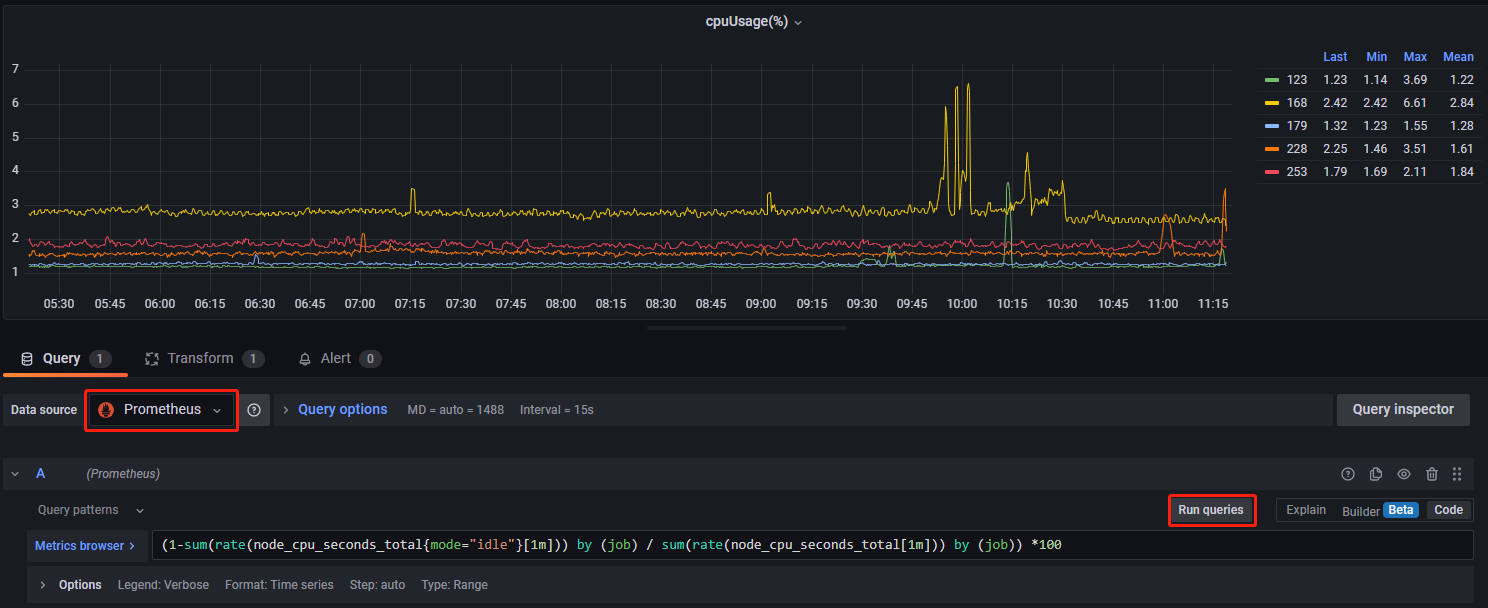 cpuUsage(%)
Last Min Max Mean
123 1.23 1.14 3.69 1.22
168 2.42 2.42 6.61 2.84
179 1.32 1.23 1.55 1.28
228 2.25 1.46 3.51 1.61
253 1.79 1.69 2.11 1.84
7
6
5
4
3
2
1
05:30 05:45 06:00 06:15 06:30 06:45 07:00 07:15 07:30 07:45 08:00 08:15 08:30 08:45 09:00 09:15 09:30 09:45 10:00 10:15 10:30 10:45 11:00 11:15
Query 1 Transform 1 Alert 0
Data source Prometheus Query options MD = auto = 1488 Interval = 15s Query inspector
A (Prometheus)
Query patterns Run queries Explain Builder Beta Code
Metrics browser > (1-sum(rate(node_cpu_seconds_total{mode="idle"}[1m])) by (job) / sum(rate(node_cpu_seconds_total[1m])) by (job)) *100
Options Legend: Verbose Format: Time series Step: auto Type: Range